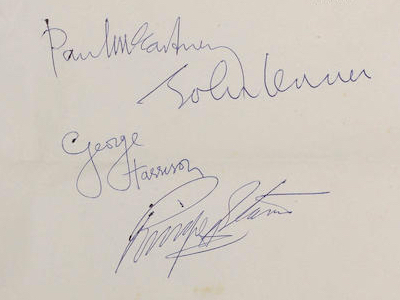 Paul McCartney
John Lennon
George
Harrison
Ringo Starr